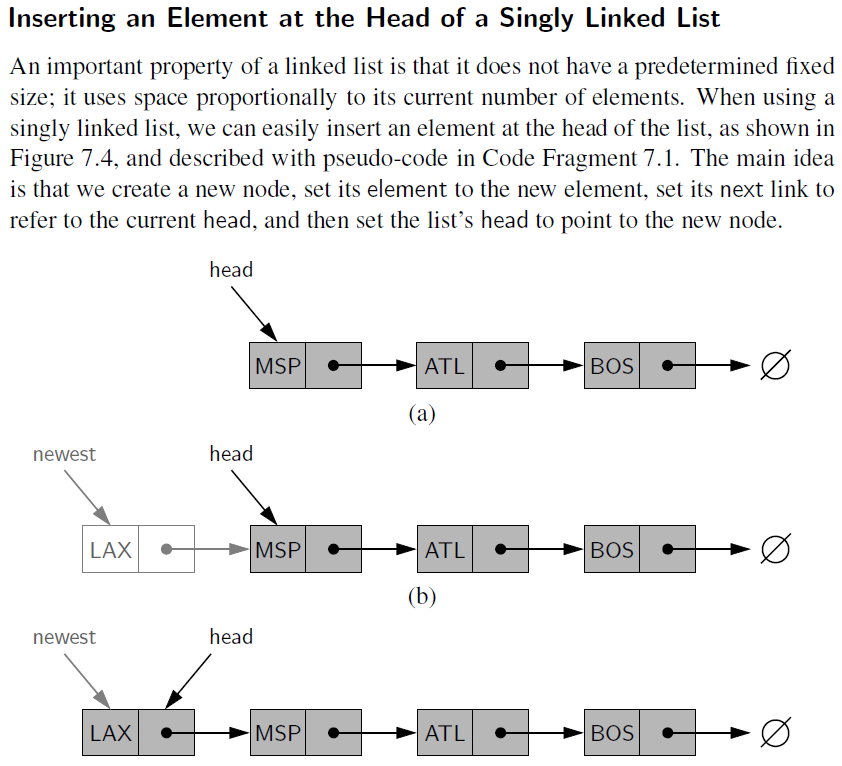 Inserting an Element at the Head of a Singly Linked List
An important property of a linked list is that it does not have a predetermined fixed
size; it uses space proportionally to its current number of elements. When using a
singly linked list, we can easily insert an element at the head of the list, as shown in
Figure 7.4, and described with pseudo-code in Code Fragment 7.1. The main idea
is that we create a new node, set its element to the new element, set its next link to
refer to the current head, and then set the list's head to point to the new node.
head
MSP ATL BOS ∅
(a)
newest head
LAX MSP ATL BOS ∅
(b)
newest head
LAX MSP ATL BOS ∅